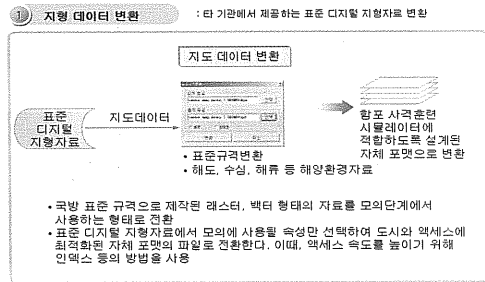 1 지형 데이터 변환 : 타 기관에서 제공하는 표준 디지털 지형자료 변환
지도 데이터 변환
표준
디지털
지형자료
지도데이터
• 표준규격변환
• 해도, 수심, 해류 등 해양환경자료
함포 사격훈련
시뮬레이터에
적합하도록 설계된
자체 포맷으로 변환
• 국방 표준 규격으로 제작된 래스터, 백터 형태의 자료를 모의단계에서
사용하는 형태로 전환
• 표준 디지털 지형자료에서 모의에 사용될 속성만 선택하여 도시와 액세스에
최적화된 자체 포맷의 파일로 전환한다. 이때, 액세스 속도를 높이기 위해
인덱스 등의 방법을 사용